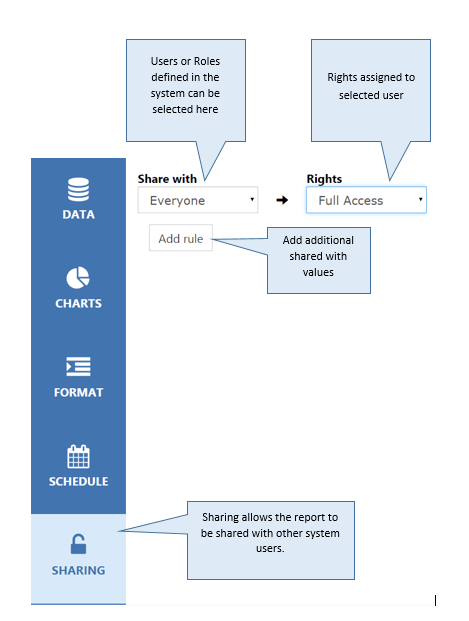 Users or Roles
defined in the
system can be
selected here
Rights assigned to
selected user
Share with
Rights
Everyone
Full Access
Add rule
Add additional
shared with
values
DATA
CHARTS
FORMAT
SCHEDULE
SHARING
Sharing allows the report to
be shared with other system
users.